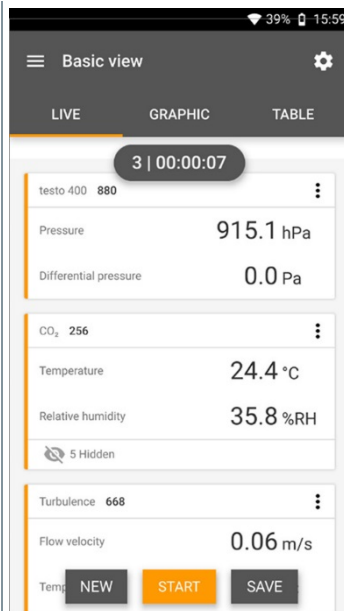 39% 15:59
Basic view
LIVE GRAPHIC TABLE
3 | 00:00:07
testo 400 880
Pressure 915.1 hPa
Differential pressure 0.0 Pa
CO₂ 256
Temperature 24.4 °C
Relative humidity 35.8 %RH
5 Hidden
Turbulence 668
Flow velocity 0.06 m/s
NEW START SAVE